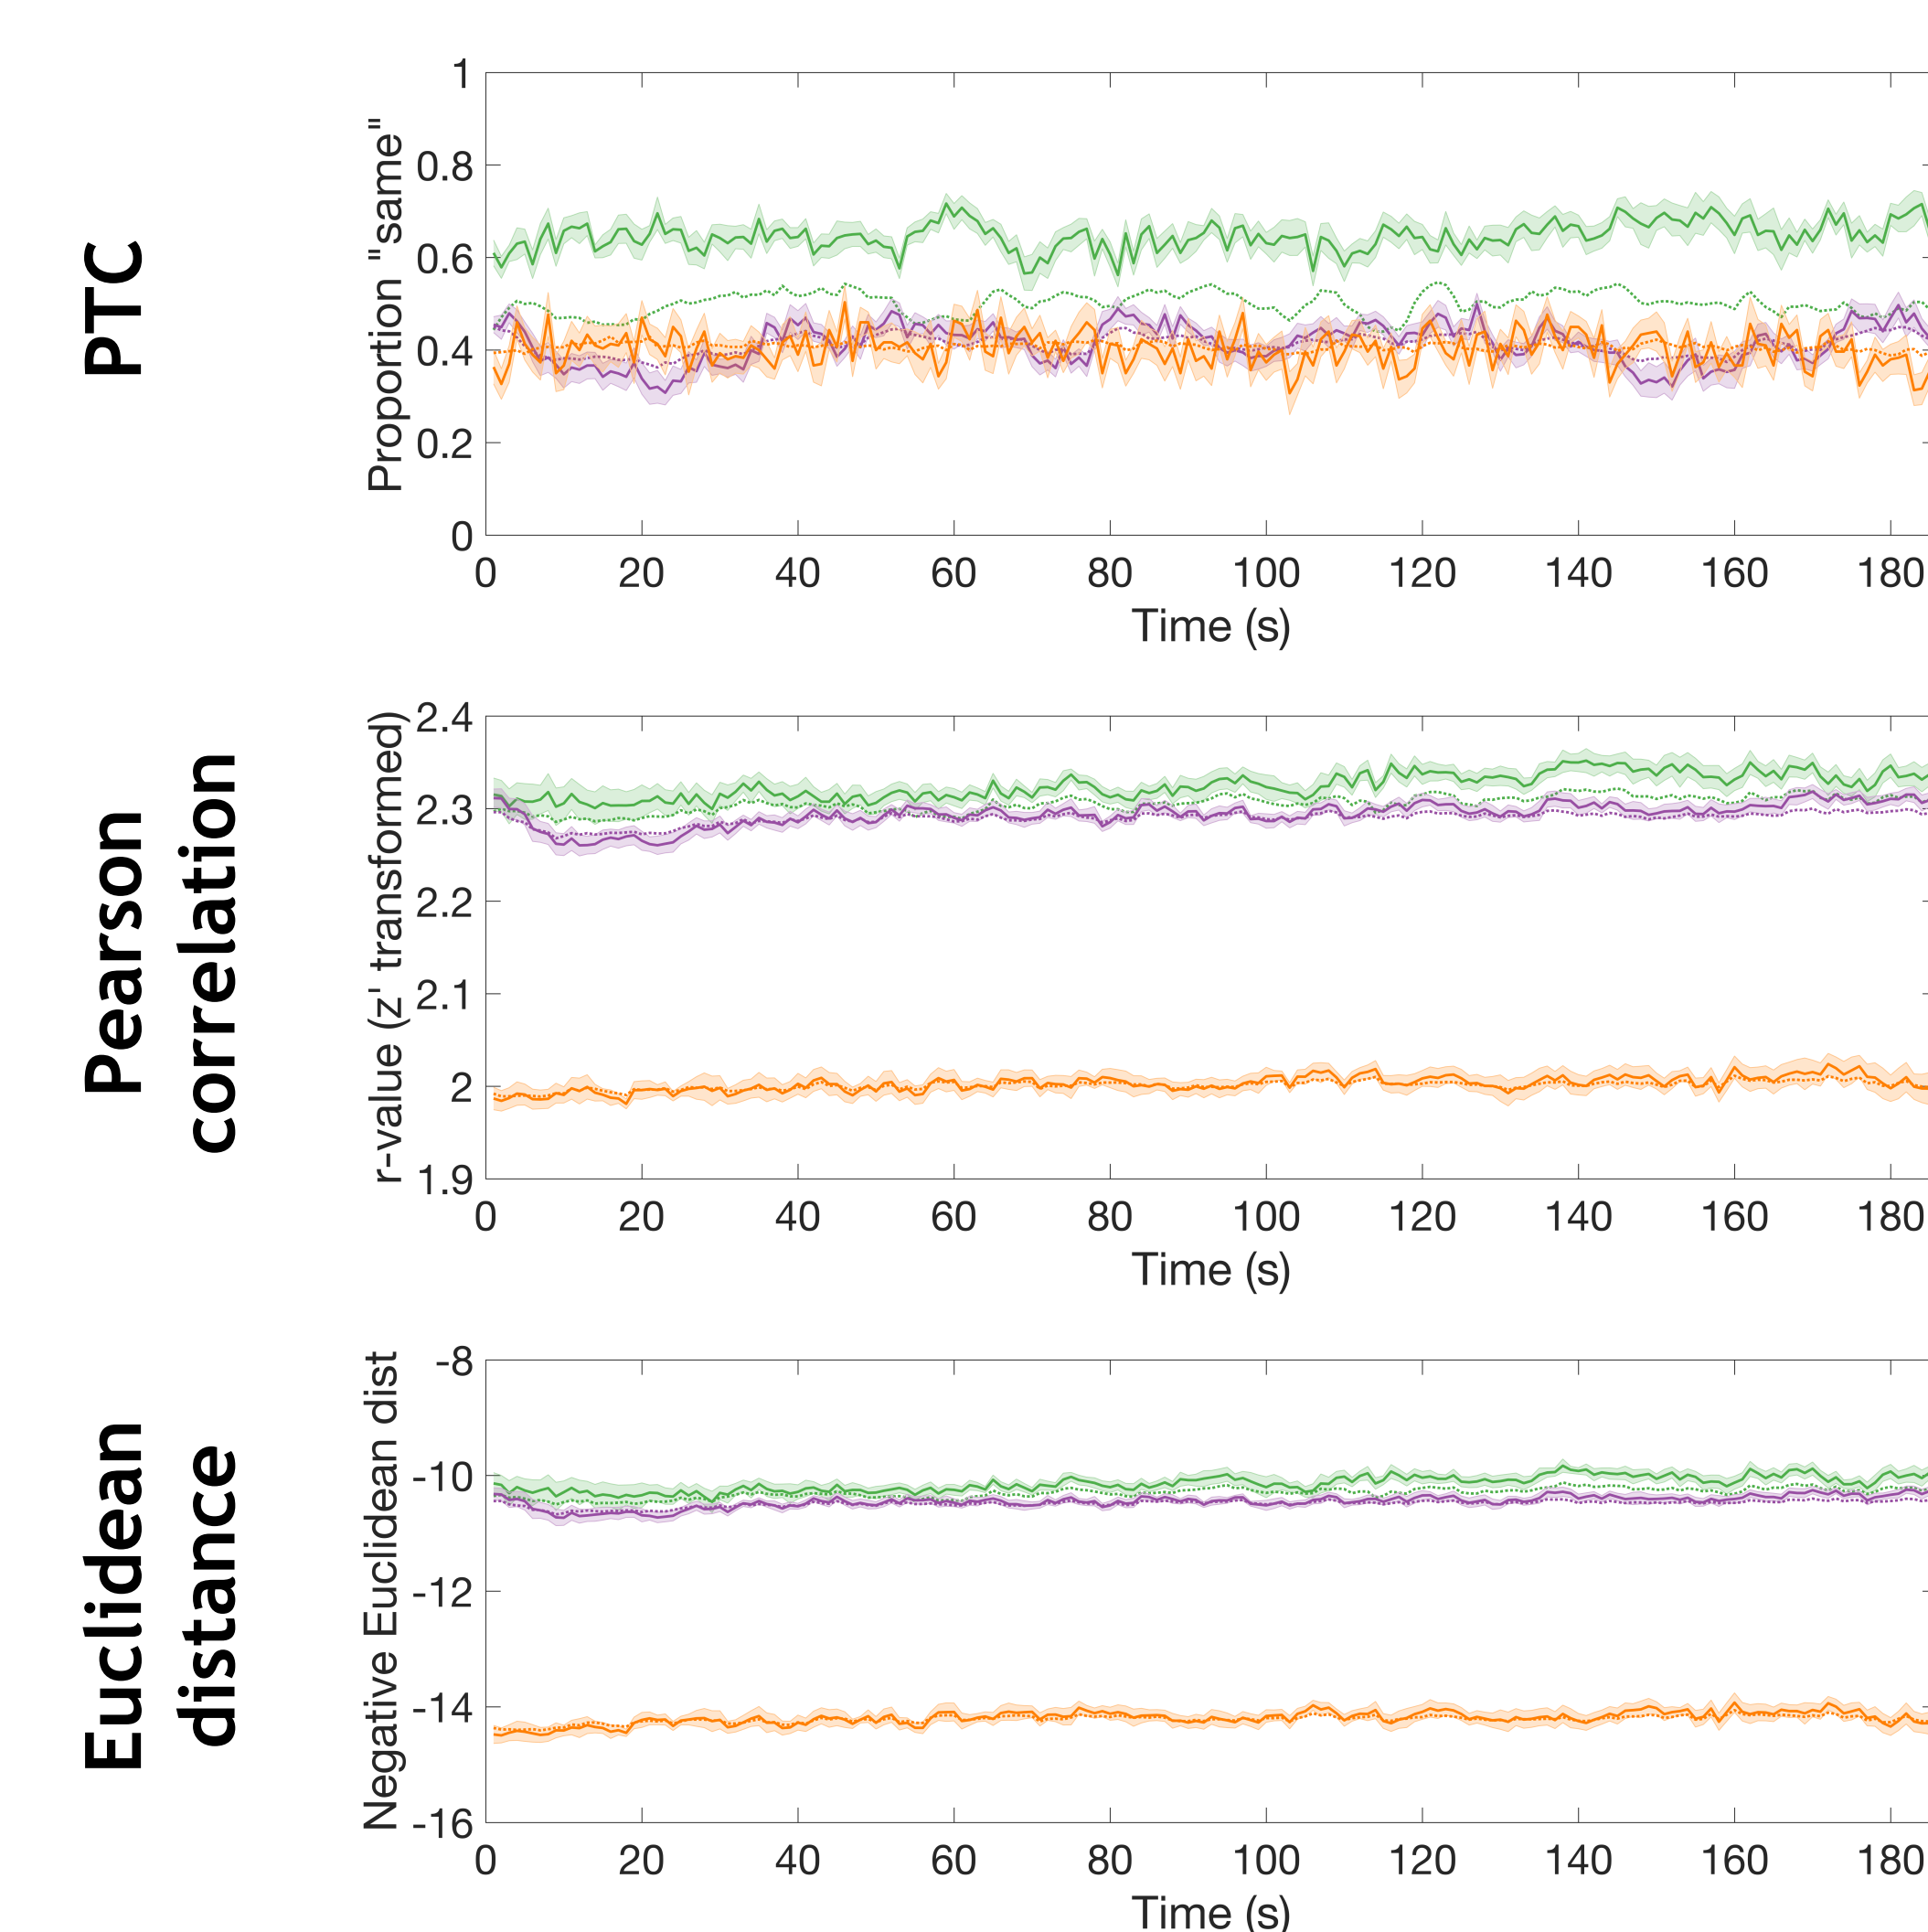 PTC
Proportion "same"
1
0.8
0.6
0.4
0.2
0
0 20 40 60 80 100 120 140 160 180
Time (s)
Pearson
correlation
r-value (z' transformed)
2.4
2.3
2.2
2.1
2
1.9
0 20 40 60 80 100 120 140 160 180
Time (s)
Euclidean
distance
Negative Euclidean dist
-8
-10
-12
-14
-16
0 20 40 60 80 100 120 140 160 180
Time (s)